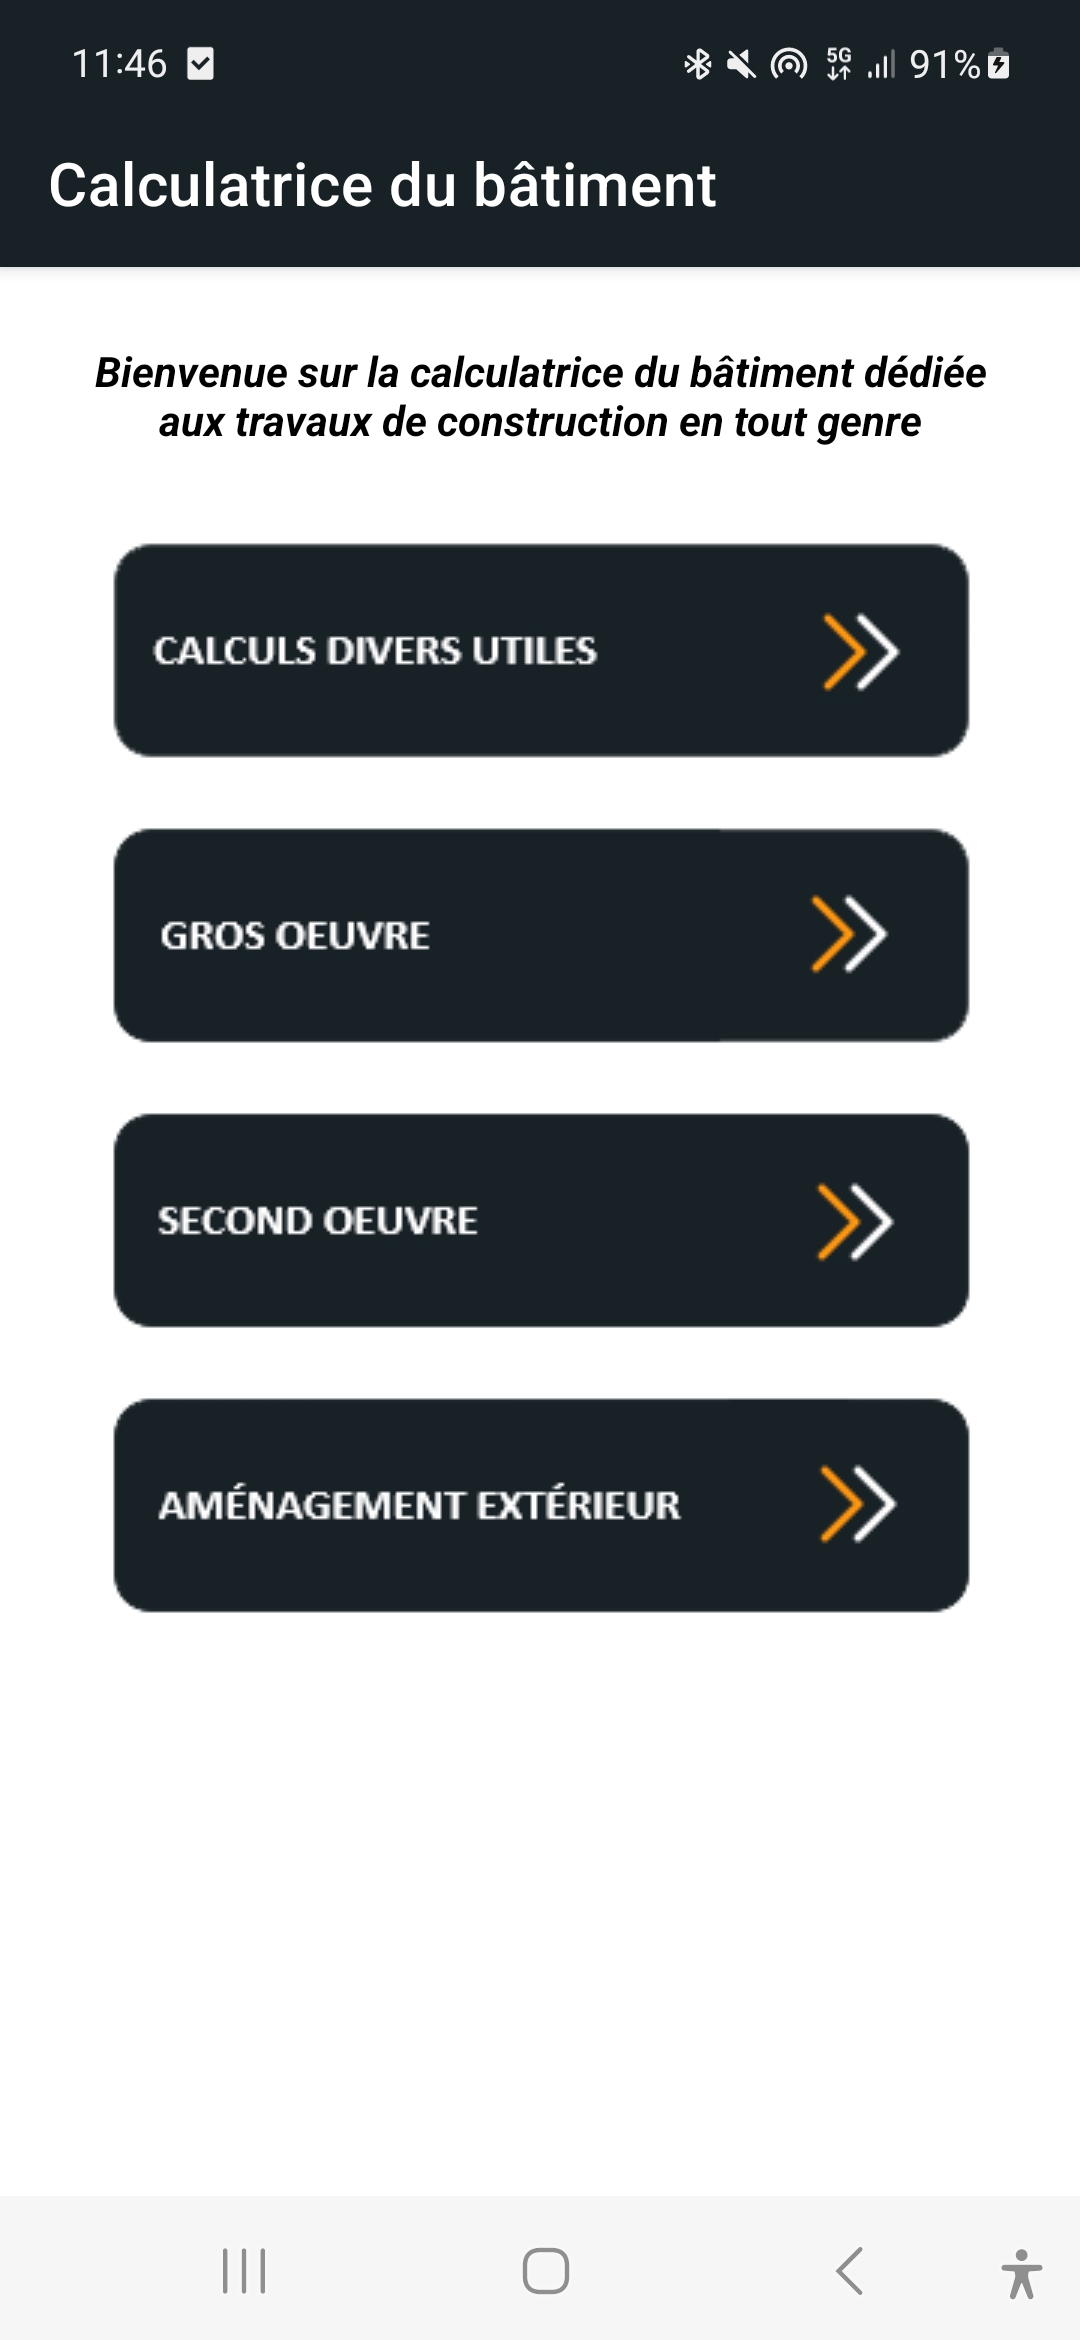 11:46
5G
91%
Calculatrice du bâtiment
Bienvenue sur la calculatrice du bâtiment dédiée
aux travaux de construction en tout genre
CALCULS DIVERS UTILES
GROS OEUVRE
SECOND OEUVRE
AMÉNAGEMENT EXTÉRIEUR